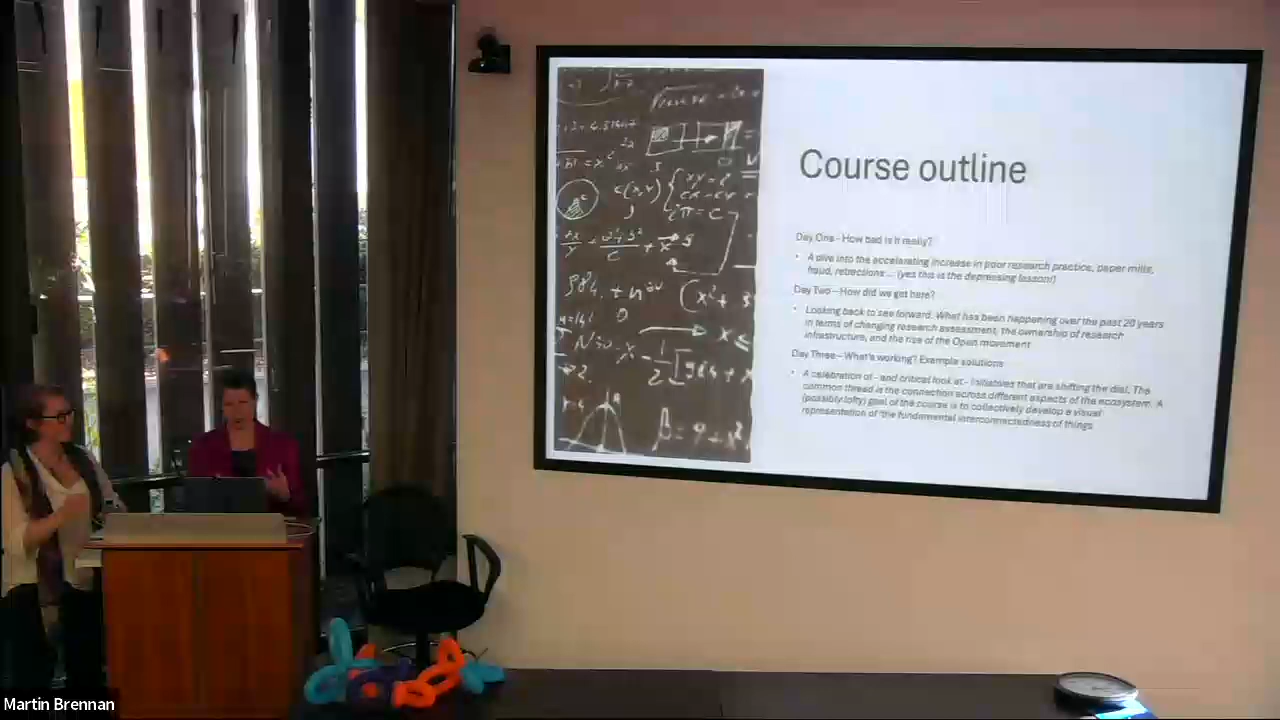 Course outline
Day One - How bad is it really?
• A dive into the accelerating increase in poor research practice, paper mills,
fraud, retractions ... (yes this is the depressing lesson!)
Day Two – How did we get here?
• Looking back to see forward. What has been happening over the past 20 years
in terms of changing research assessment, the ownership of research
infrastructure, and the rise of the Open movement
Day Three – What's working? Example solutions
• A celebration of - and critical look at - initiatives that are shifting the dial. The
common thread is the connection across different aspects of the ecosystem. A
(possibly lofty) goal of the course is to collectively develop a visual
representation of 'the fundamental interconnectedness of things
Martin Brennan